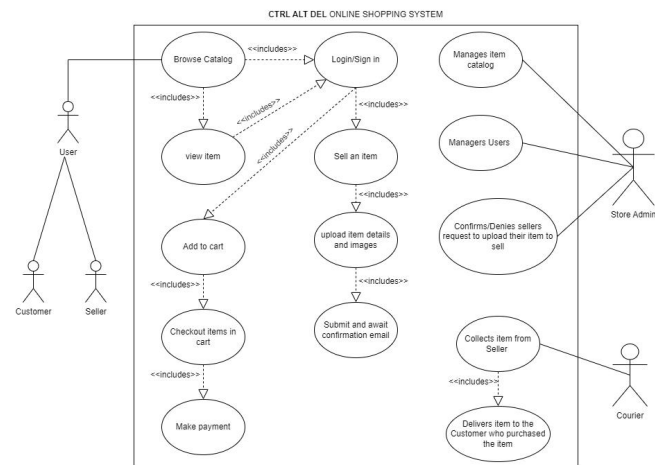 CTRL ALT DEL ONLINE SHOPPING SYSTEM
Browse Catalog
<<includes>>
Login/Sign in
Manages item
catalog
<<includes>>
<<includes>>
<<includes>>
<<includes>>
User
view item
Sell an item
Managers Users
<<includes>>
Store Admin
Add to cart
upload item details
and images
Confirms/Denies sellers
request to upload their item to
sell
<<includes>>
<<includes>>
Customer
Seller
Checkout items in
cart
Submit and await
confirmation email
Collects item from
Seller
<<includes>>
<<includes>>
Courier
Make payment
Delivers item to the
Customer who purchased
the item